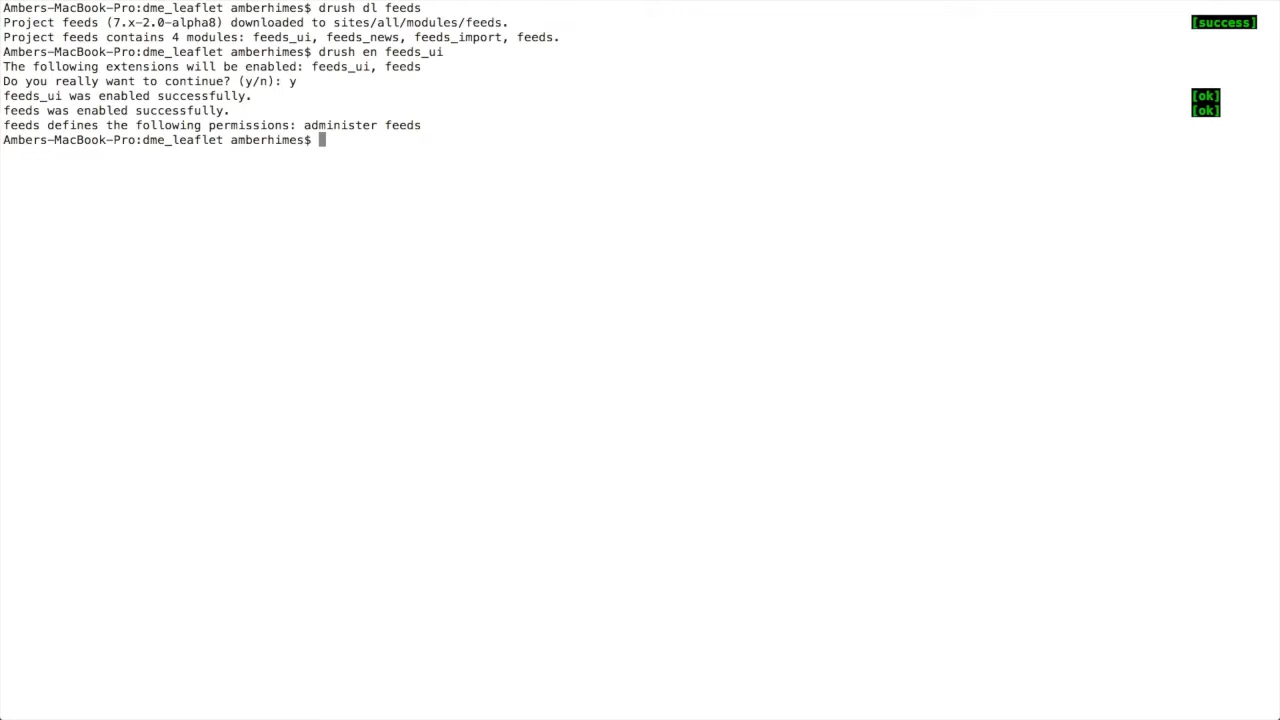 Ambers-MacBook-Pro:dme_leaflet amberhimes$ drush dl feeds
Project feeds (7.x-2.0-alpha8) downloaded to sites/all/modules/feeds. [success]
Project feeds contains 4 modules: feeds_ui, feeds_news, feeds_import, feeds.
Ambers-MacBook-Pro:dme_leaflet amberhimes$ drush en feeds_ui
The following extensions will be enabled: feeds_ui, feeds
Do you really want to continue? (y/n): y
feeds_ui was enabled successfully. [ok]
feeds was enabled successfully. [ok]
feeds defines the following permissions: administer feeds
Ambers-MacBook-Pro:dme_leaflet amberhimes$